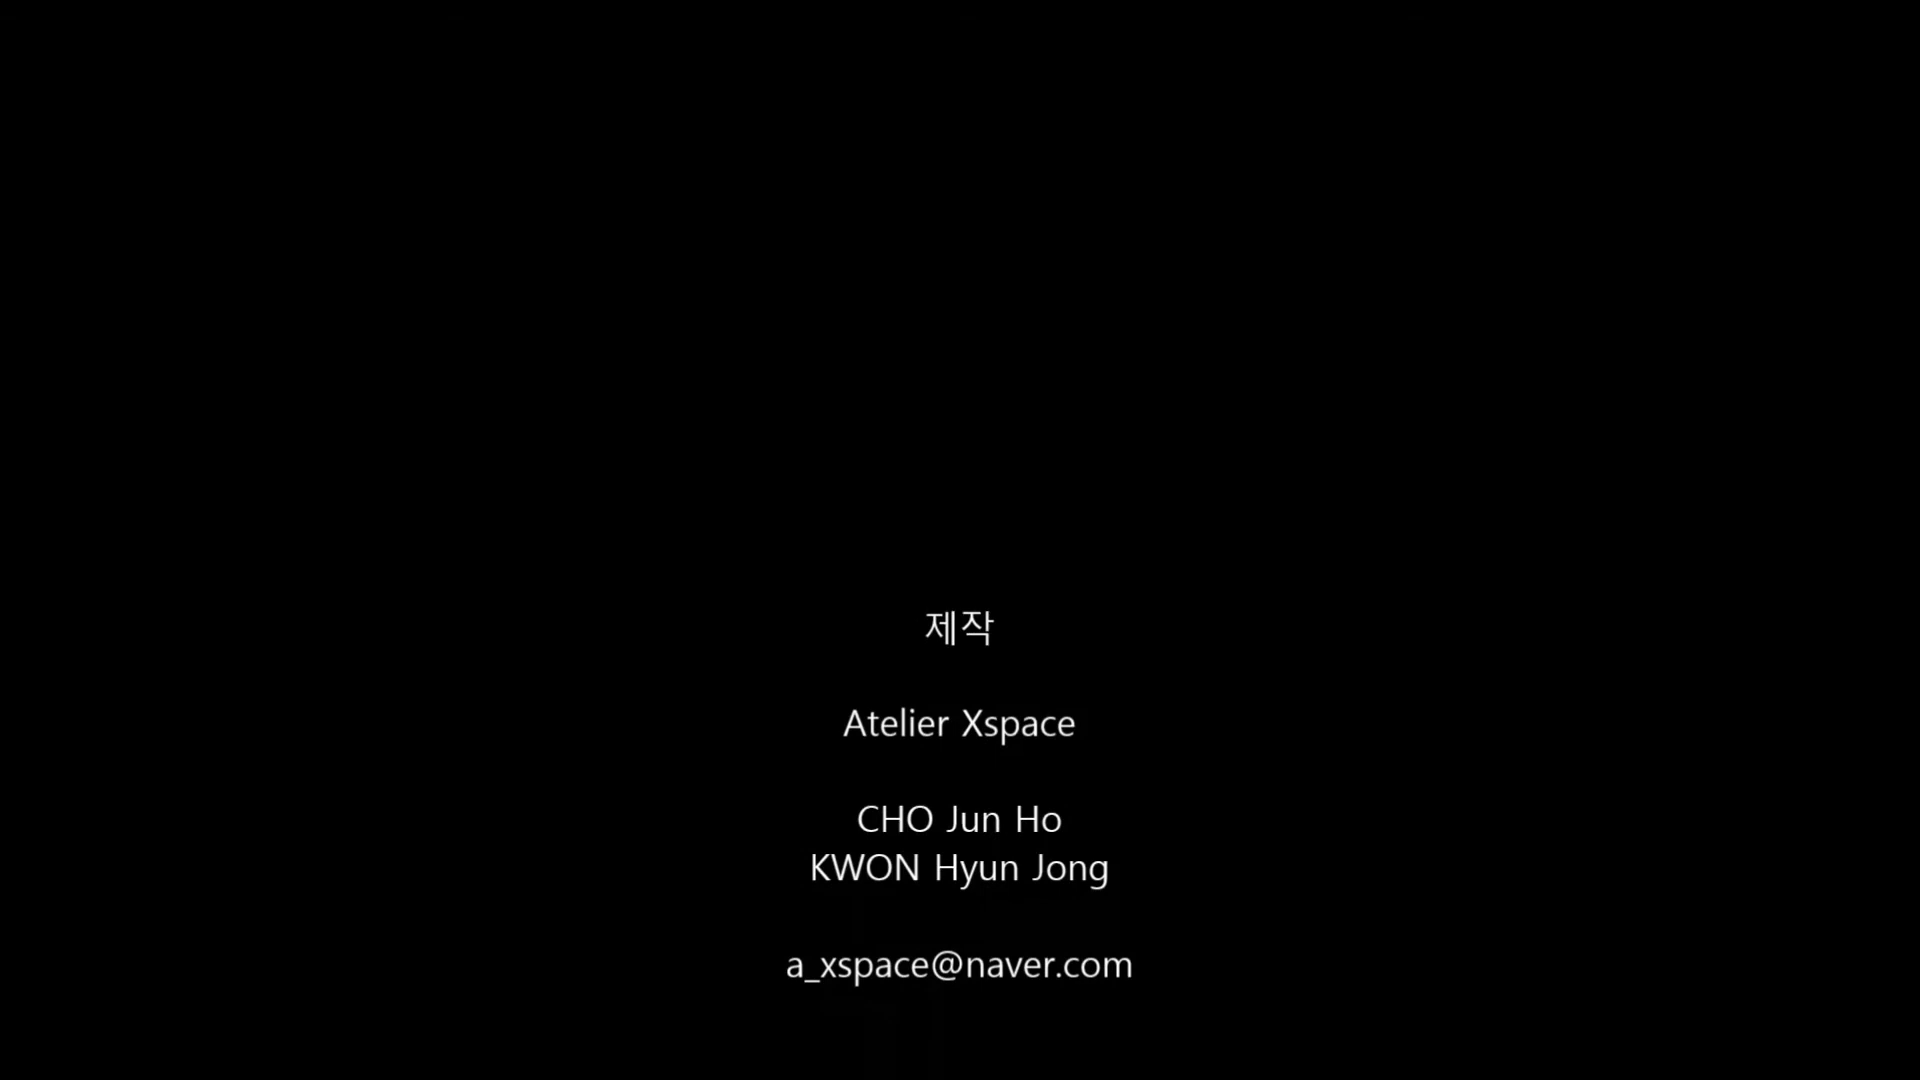 제작
Atelier Xspace
CHO Jun Ho
KWON Hyun Jong
a_xspace@naver.com